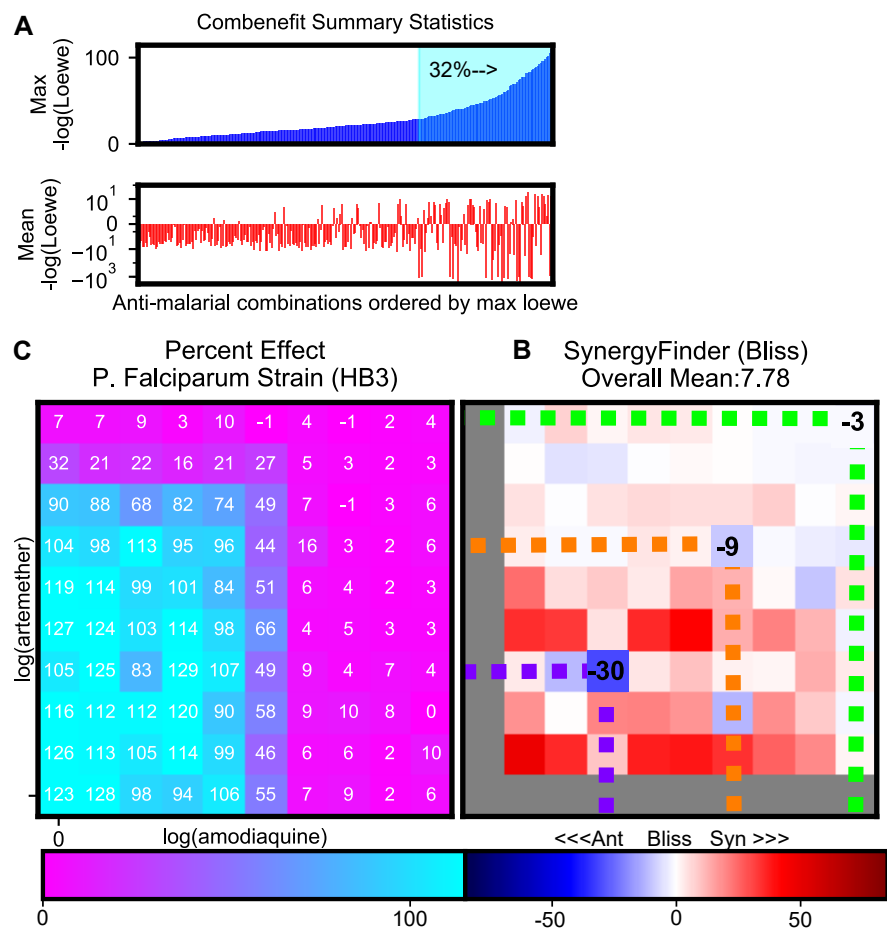 A
Combenefit Summary Statistics
Max
-log(Loewe)
100
0
32%-->
Mean
-log(Loewe)
10^1
0
−10^1
−10^3
Anti-malarial combinations ordered by max loewe
C
Percent Effect
P. Falciparum Strain (HB3)
log(artemether)
7 7 9 3 10 -1 4 -1 2 4
32 21 22 16 21 27 5 3 2 3
90 88 68 82 74 49 7 -1 3 6
104 98 113 95 96 44 16 3 2 6
119 114 99 101 84 51 6 4 2 3
127 124 103 114 98 66 4 5 3 3
105 125 83 129 107 49 9 4 7 4
116 112 112 120 90 58 9 10 8 0
126 113 105 114 99 46 6 6 2 10
123 128 98 94 106 55 7 9 2 6
0
log(amodiaquine)
0 100
B
SynergyFinder (Bliss)
Overall Mean:7.78
-3
-9
-30
<<<Ant Bliss Syn >>>
-50 0 50